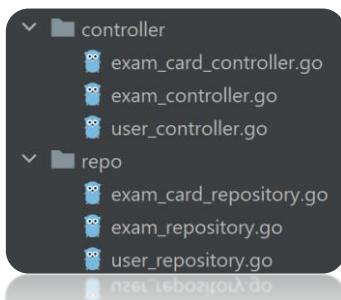 controller
exam_card_controller.go
exam_controller.go
user_controller.go
repo
exam_card_repository.go
exam_repository.go
user_repository.go